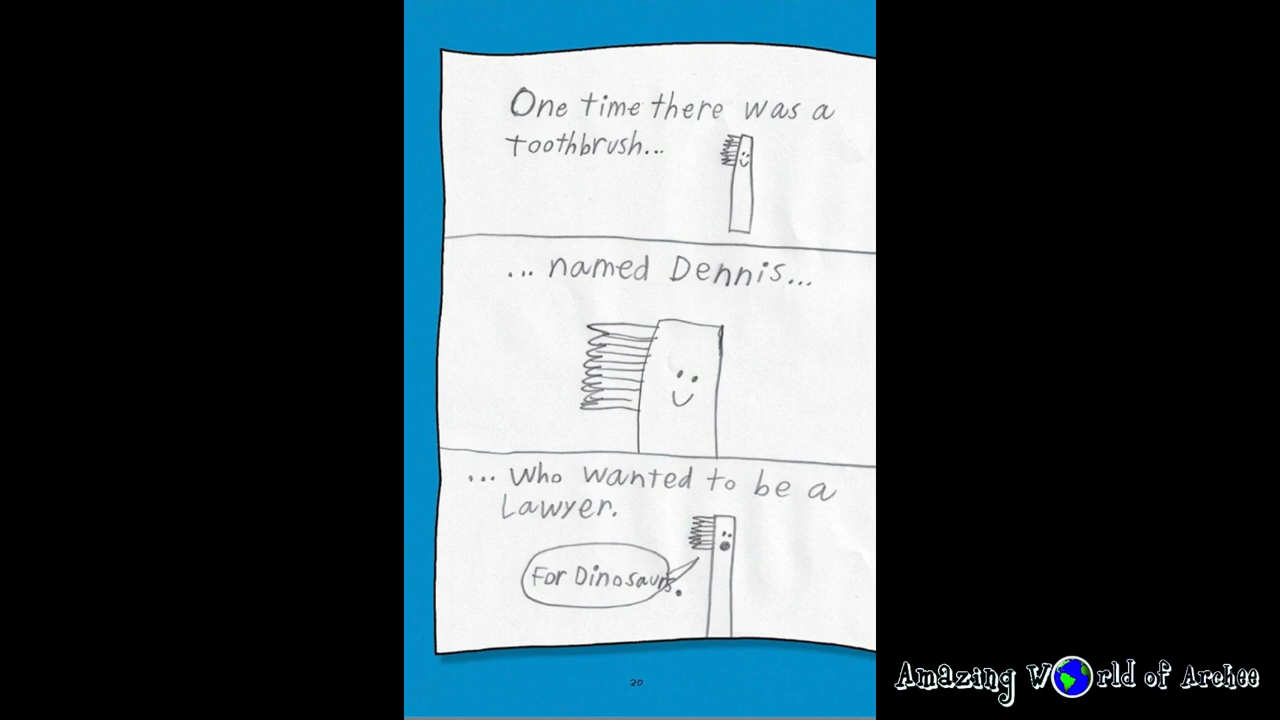 One time there was a
toothbrush...
... named Dennis...
... who wanted to be a
Lawyer.
For Dinosaurs.
20
Amazing World of Archee